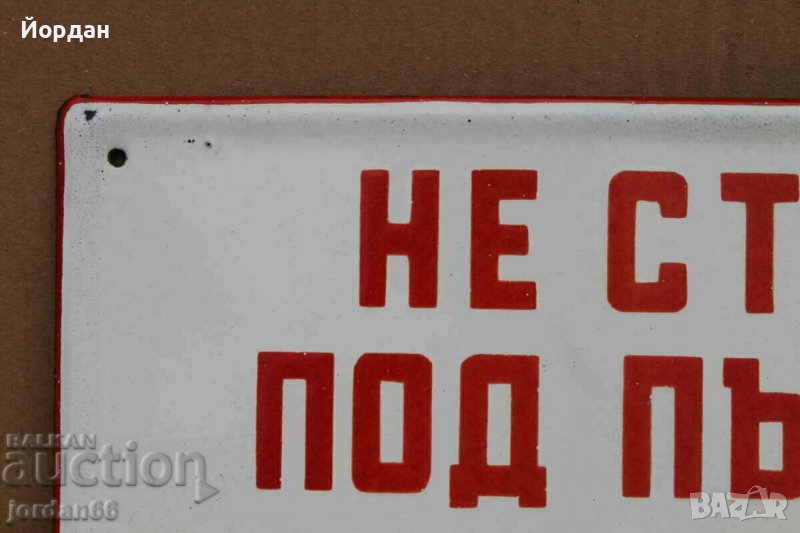 Йордан
НЕ СТ
ПОД ПЪ
BALKAN
auction
jordan66
BAZAR